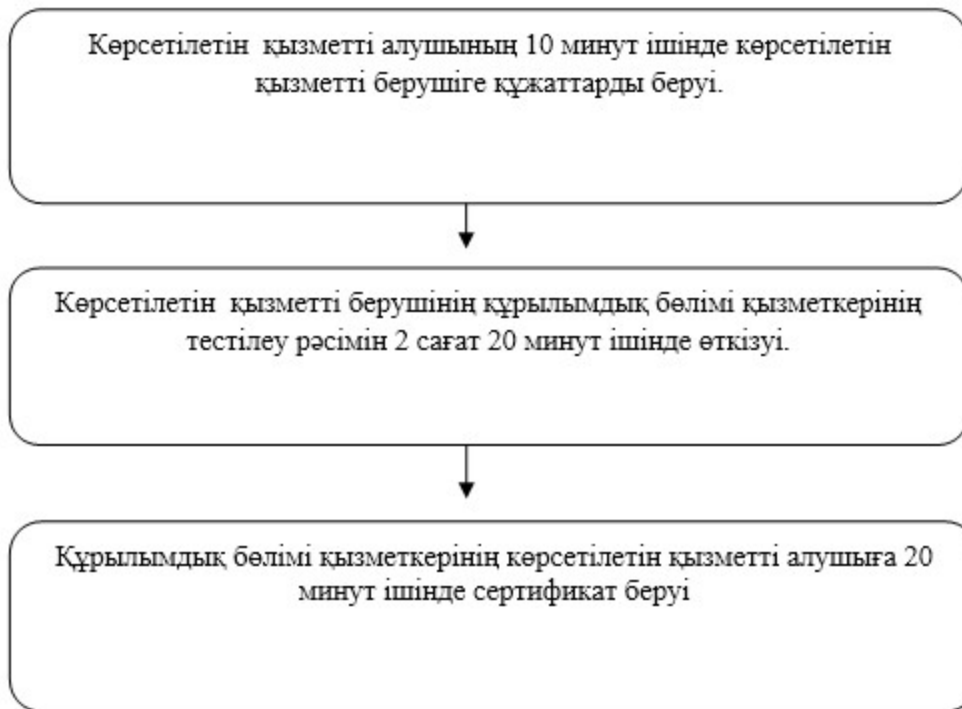 Көрсетілетін  қызметті алушының 10 минут ішінде көрсетілетін
қызметті берушіге құжаттарды беруі.
Көрсетілетін  қызметті берушінің құрылымдық бөлімі қызметкерінің
тестілеу рәсімін 2 сағат 20 минут ішінде өткізуі.
Құрылымдық бөлімі қызметкерінің көрсетілетін қызметті алушыға 20
минут ішінде сертификат беруі